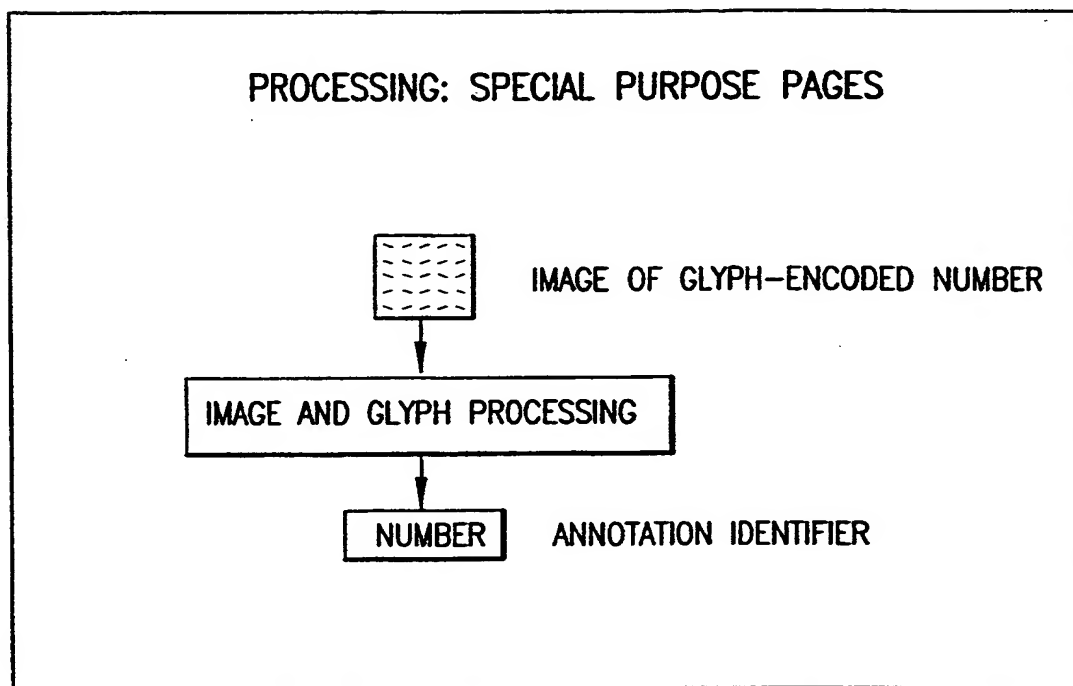 PROCESSING: SPECIAL PURPOSE PAGES
IMAGE OF GLYPH-ENCODED NUMBER
IMAGE AND GLYPH PROCESSING
NUMBER
ANNOTATION IDENTIFIER